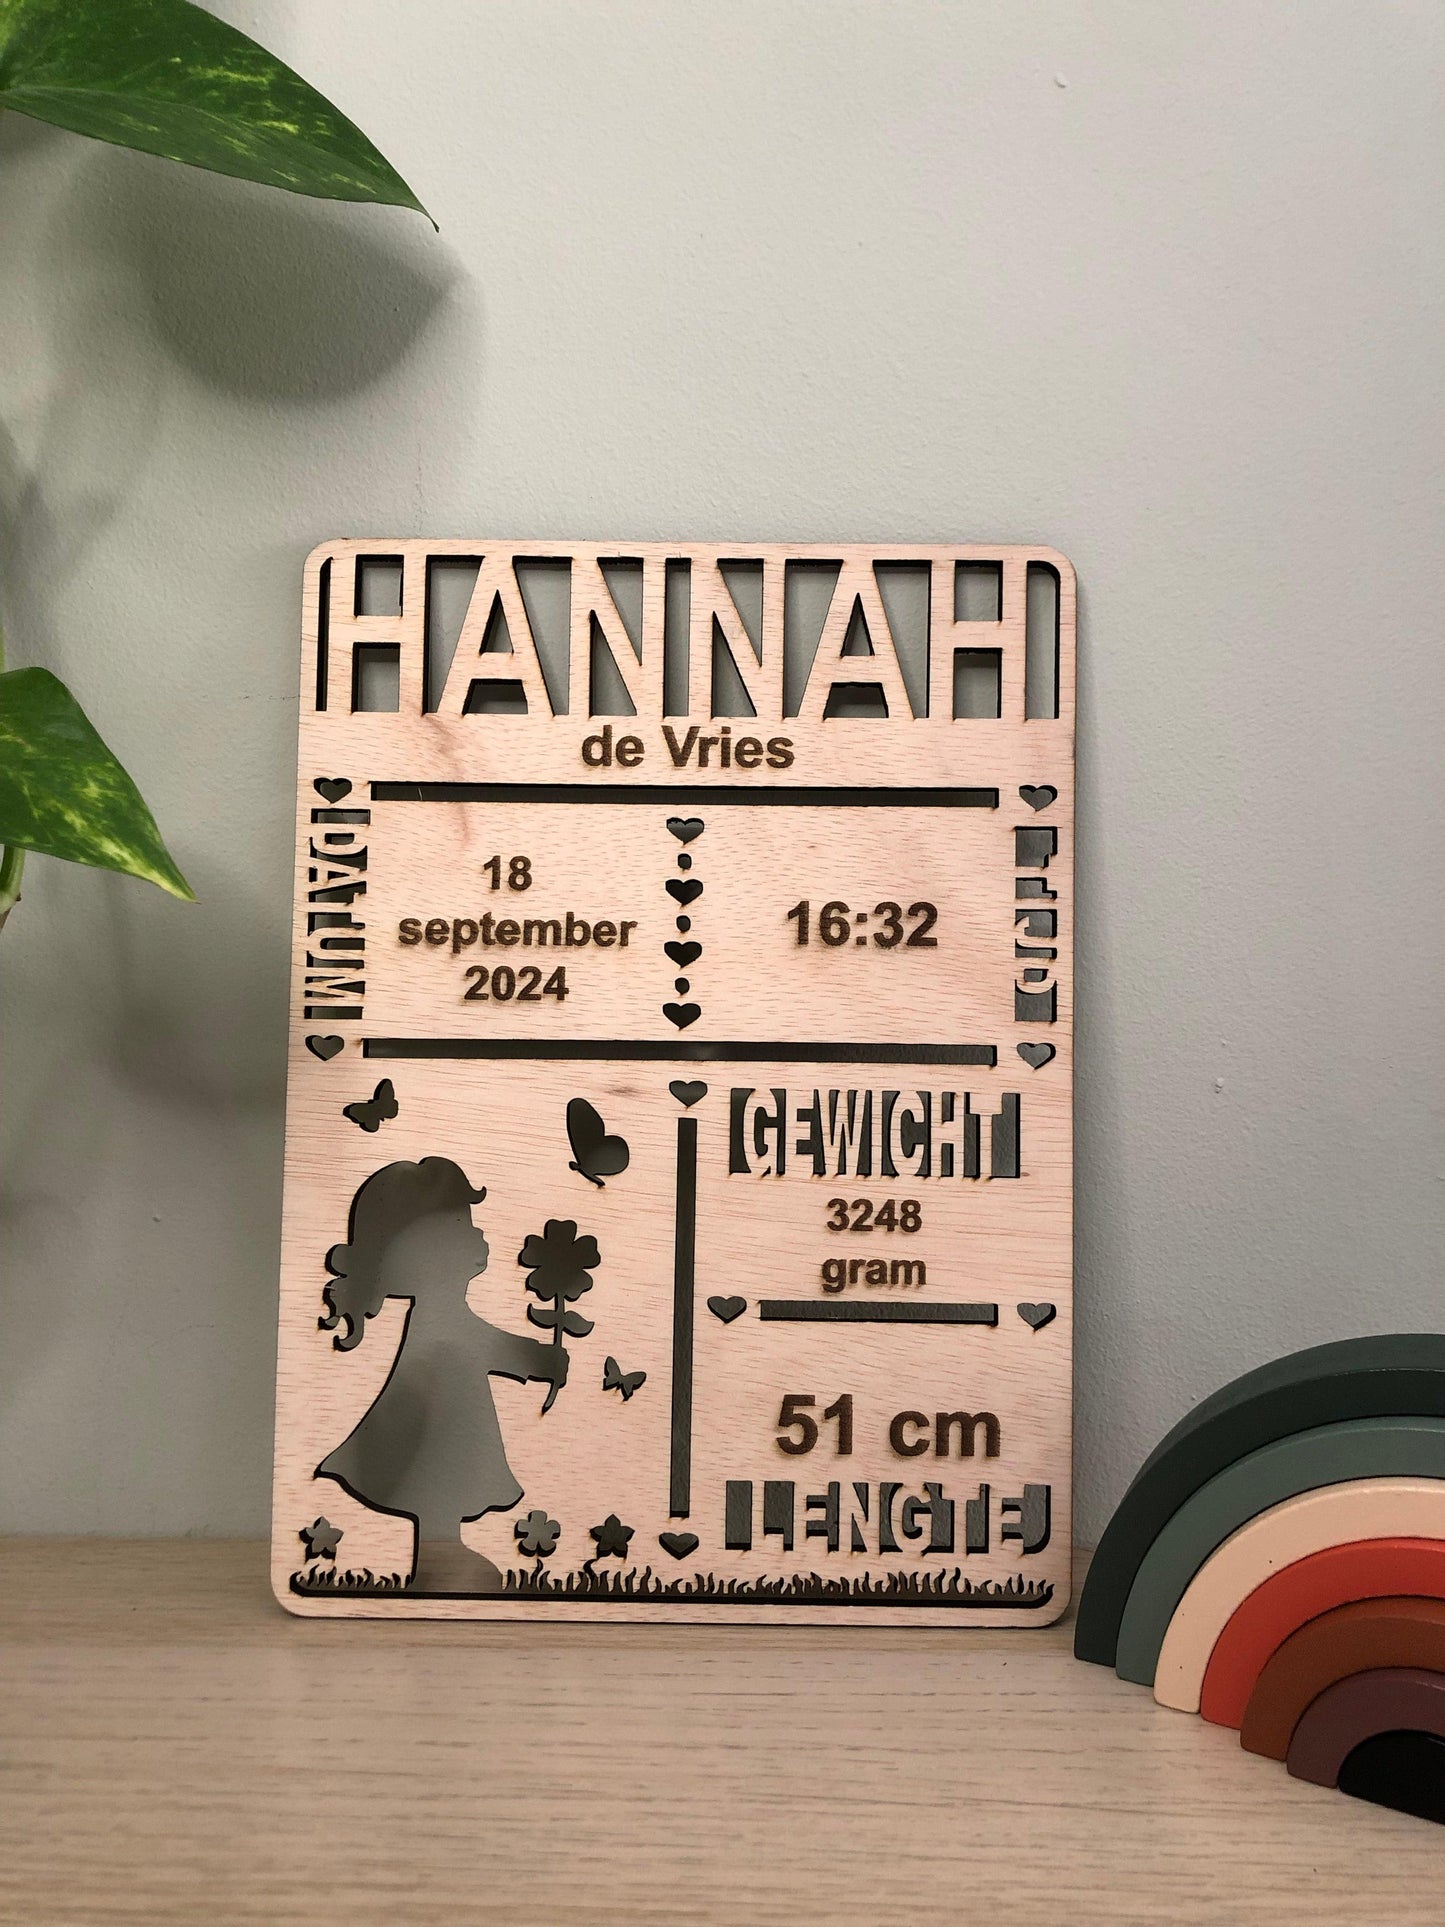 HANNAH
de Vries
DATUM
18
september
2024
16:32
TIJD
GEWICHT
3248
gram
51 cm
LENGTE